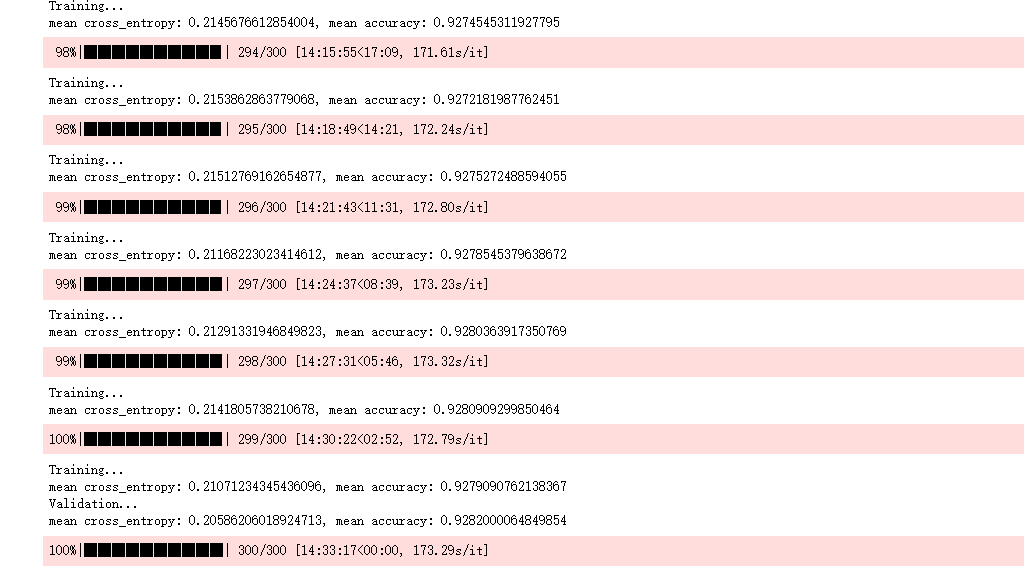 Training...
mean cross_entropy: 0.2145676612854004, mean accuracy: 0.9274545311927795
98%|███████████| 294/300 [14:15:55<17:09, 171.61s/it]
Training...
mean cross_entropy: 0.2153862863779068, mean accuracy: 0.9272181987762451
98%|███████████| 295/300 [14:18:49<14:21, 172.24s/it]
Training...
mean cross_entropy: 0.21512769162654877, mean accuracy: 0.9275272488594055
99%|███████████| 296/300 [14:21:43<11:31, 172.80s/it]
Training...
mean cross_entropy: 0.21168223023414612, mean accuracy: 0.9278545379638672
99%|███████████| 297/300 [14:24:37<08:39, 173.23s/it]
Training...
mean cross_entropy: 0.21291331946849823, mean accuracy: 0.9280363917350769
99%|███████████| 298/300 [14:27:31<05:46, 173.32s/it]
Training...
mean cross_entropy: 0.2141805738210678, mean accuracy: 0.9280909299850464
100%|███████████| 299/300 [14:30:22<02:52, 172.79s/it]
Training...
mean cross_entropy: 0.21071234345436096, mean accuracy: 0.9279090762138367
Validation...
mean cross_entropy: 0.20586206018924713, mean accuracy: 0.9282000064849854
100%|███████████| 300/300 [14:33:17<00:00, 173.29s/it]